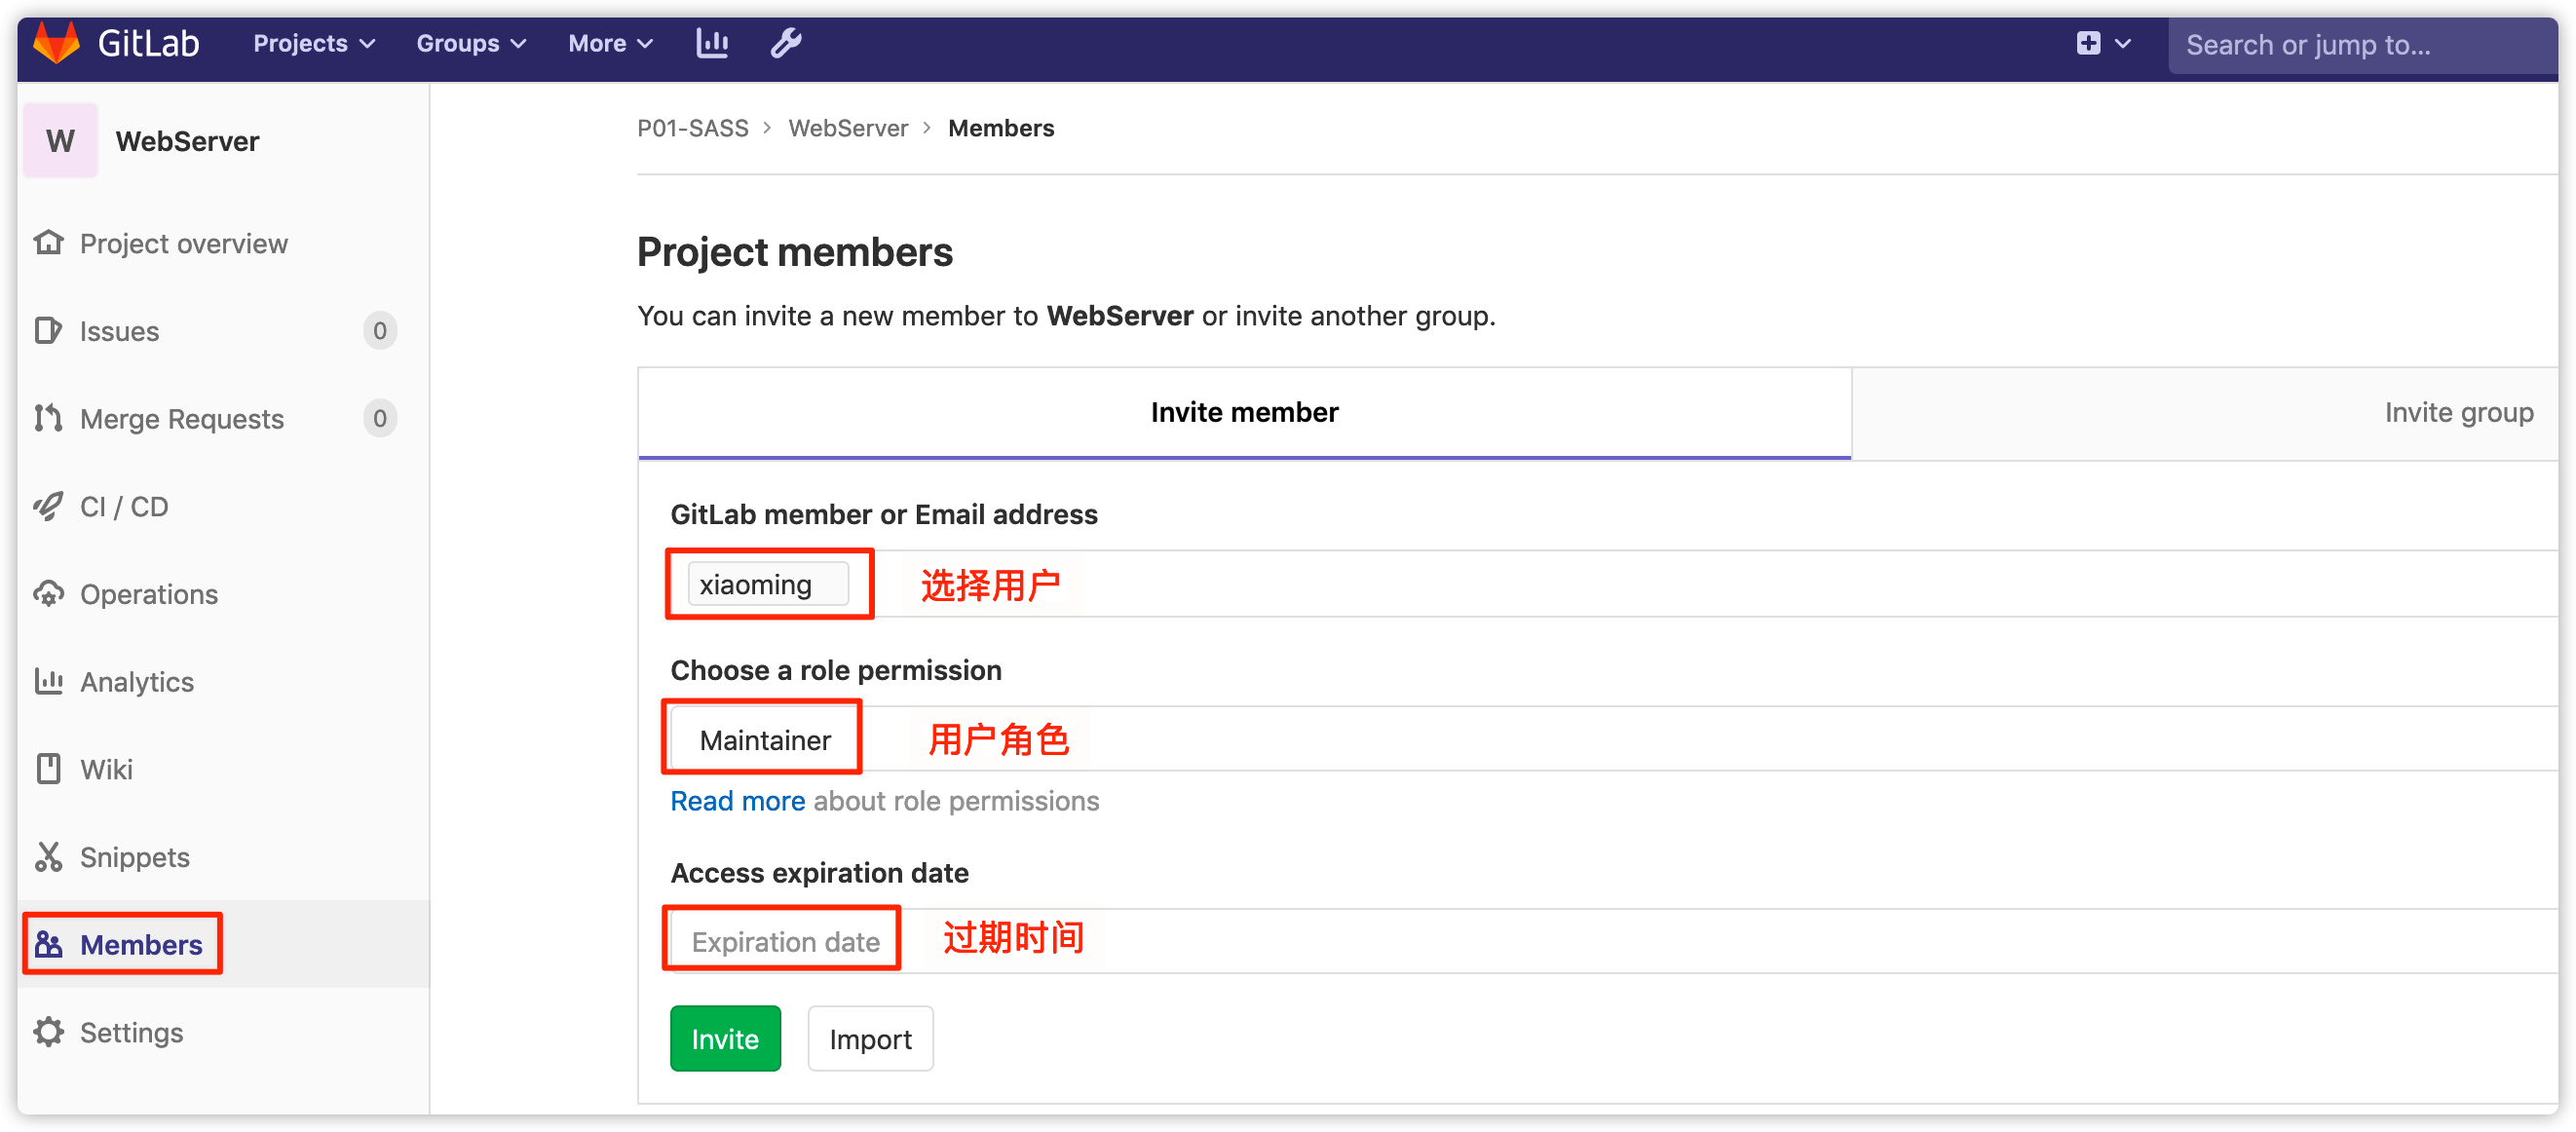 GitLab Projects Groups More Search or jump to...
W WebServer
Project overview
Issues 0
Merge Requests 0
CI / CD
Operations
Analytics
Wiki
Snippets
Members
Settings
P01-SASS > WebServer > Members
Project members
You can invite a new member to WebServer or invite another group.
Invite member Invite group
GitLab member or Email address
xiaoming 选择用户
Choose a role permission
Maintainer 用户角色
Read more about role permissions
Access expiration date
Expiration date 过期时间
Invite Import